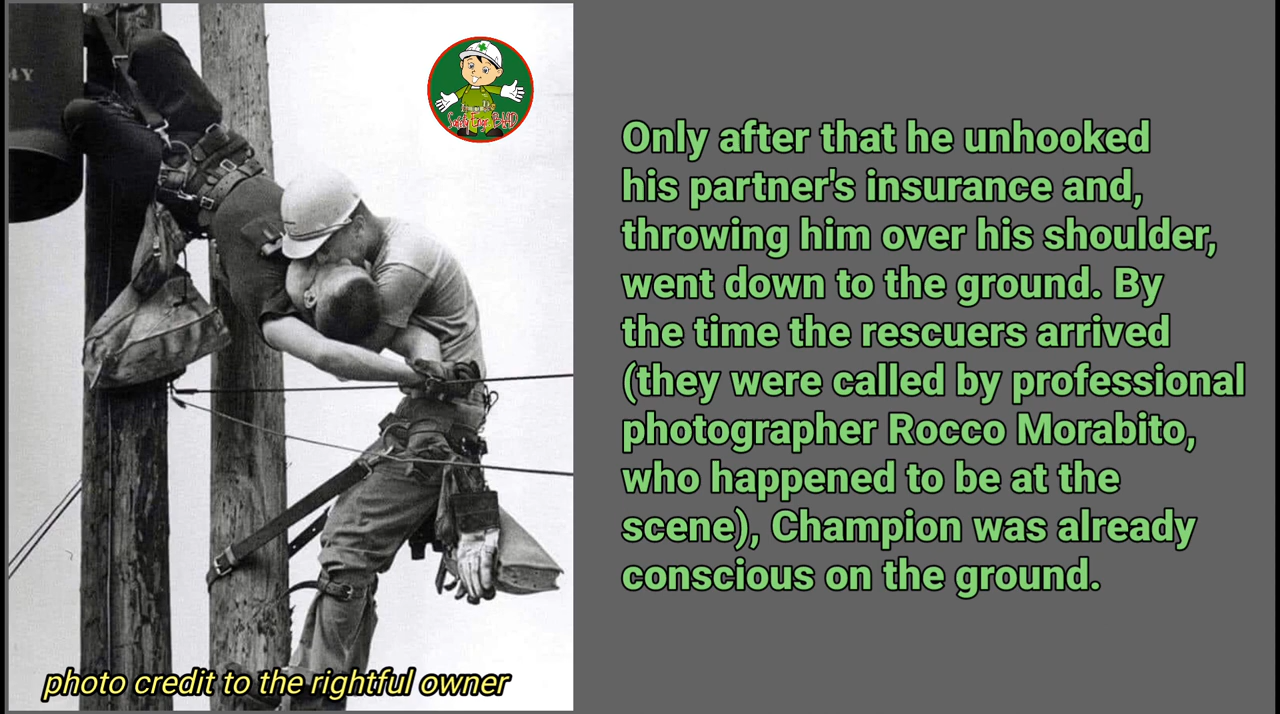 4Y
Only after that he unhooked
his partner's insurance and,
throwing him over his shoulder,
went down to the ground. By
the time the rescuers arrived
(they were called by professional
photographer Rocco Morabito,
who happened to be at the
scene), Champion was already
conscious on the ground.
photo credit to the rightful owner